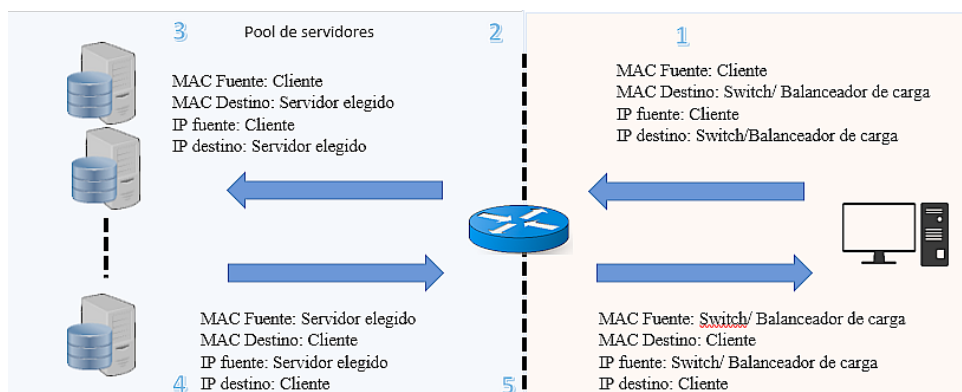 3
Pool de servidores
2
1
MAC Fuente: Cliente
MAC Destino: Servidor elegido
IP fuente: Cliente
IP destino: Servidor elegido
MAC Fuente: Cliente
MAC Destino: Switch/ Balanceador de carga
IP fuente: Cliente
IP destino: Switch/Balanceador de carga
MAC Fuente: Servidor elegido
MAC Destino: Cliente
IP fuente: Servidor elegido
4 IP destino: Cliente
5
MAC Fuente: Switch/ Balanceador de carga
MAC Destino: Cliente
IP fuente: Switch/ Balanceador de carga
IP destino: Cliente